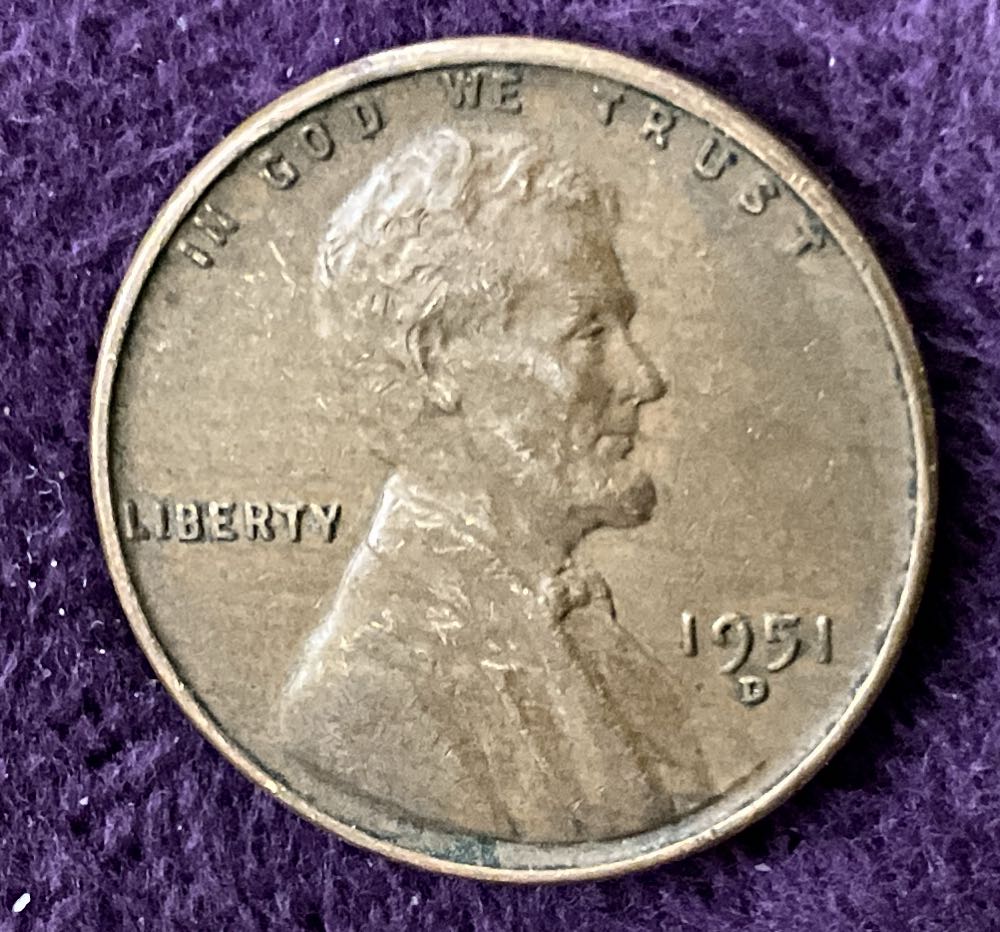 IN GOD WE TRUST
LIBERTY
1951
D